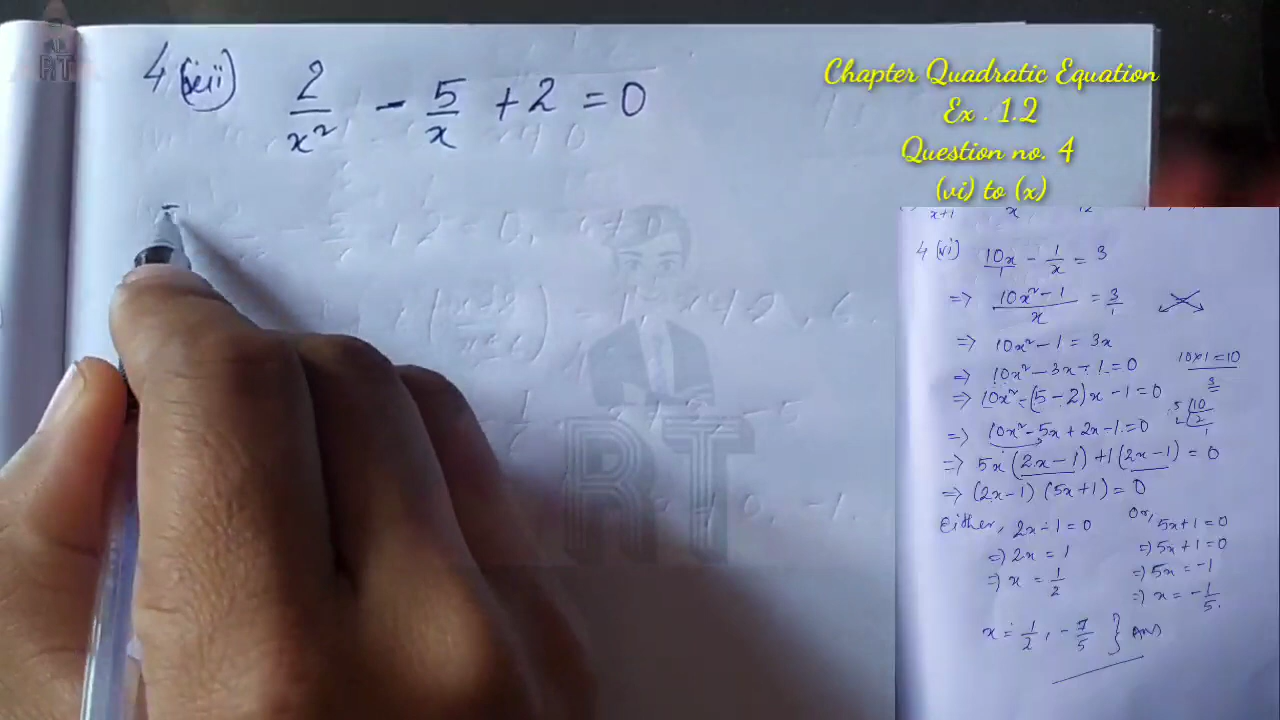 4 (vii) 2/x² - 5/x + 2 = 0
Chapter Quadratic Equation
Ex . 1.2
Question no. 4
(vi) to (x)
4 (vi) 10x/1 - 1/x = 3
=> (10x² - 1)/x = 3/1
=> 10x² - 1 = 3x
=> 10x² - 3x - 1 = 0
10×1 = 10
3
=> 10x² - (5 - 2)x - 1 = 0
=> 10x² - 5x + 2x - 1 = 0
=> 5x (2x - 1) + 1 (2x - 1) = 0
=> (2x - 1) (5x + 1) = 0
Either, 2x - 1 = 0
=> 2x = 1
=> x = 1/2
Or, 5x + 1 = 0
=> 5x + 1 = 0
=> 5x = -1
=> x = -1/5.
x = 1/2, - 7/5 } Ans
RT
RT